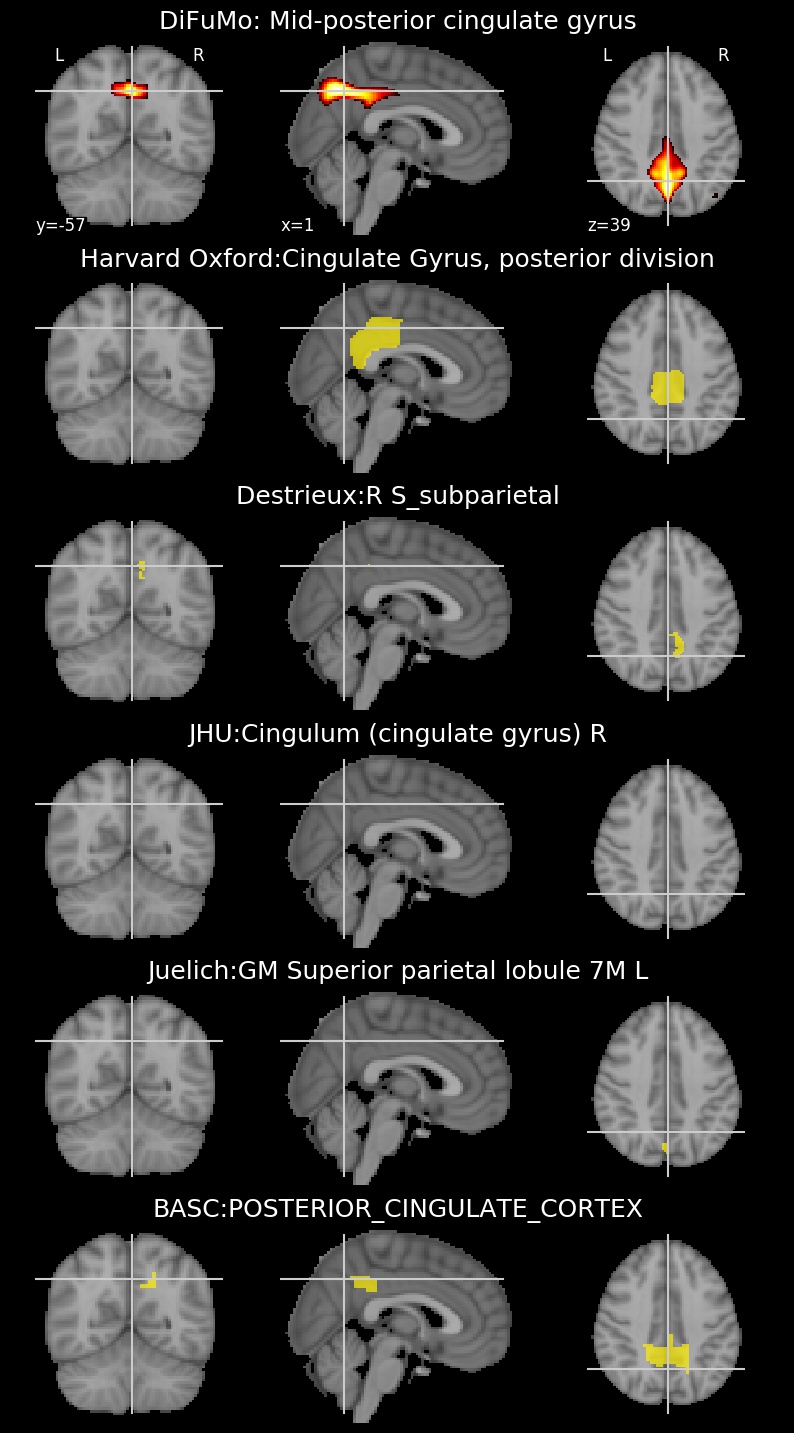 DiFuMo: Mid-posterior cingulate gyrus
L R L R
y=-57 x=1 z=39
Harvard Oxford:Cingulate Gyrus, posterior division
Destrieux:R S_subparietal
JHU:Cingulum (cingulate gyrus) R
Juelich:GM Superior parietal lobule 7M L
BASC:POSTERIOR_CINGULATE_CORTEX